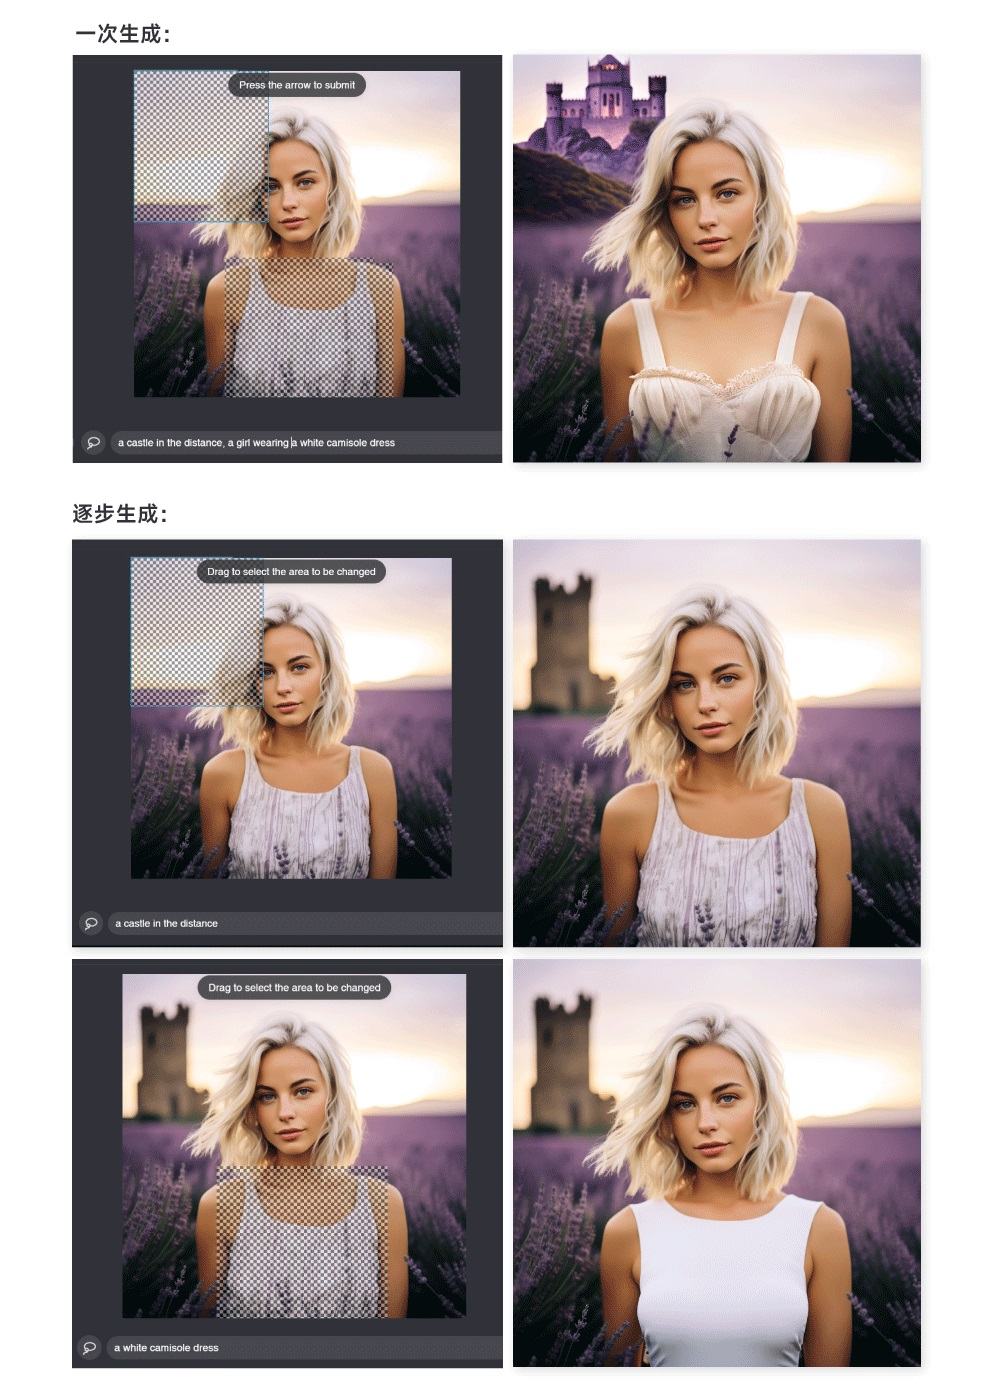 一次生成：
Press the arrow to submit
a castle in the distance, a girl wearing a white camisole dress
逐步生成：
Drag to select the area to be changed
a castle in the distance
Drag to select the area to be changed
a white camisole dress